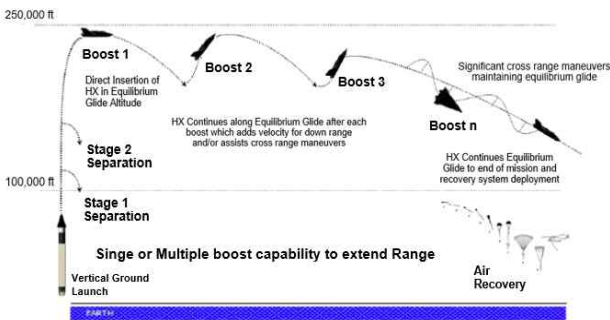 250,000 ft
Boost 1
Direct Insertion of
HX in Equilibrium
Glide Altitude
Boost 2
Boost 3
Significant cross range maneuvers
maintaining equilibrium glide
HX Continues along Equilibrium Glide after each
boost which adds velocity for down range
and/or assists cross range maneuvers
Boost n
Stage 2
Separation
HX Continues Equilibrium
Glide to end of mission and
recovery system deployment
100,000 ft
Stage 1
Separation
Singe or Multiple boost capability to extend Range
Vertical Ground
Launch
Air
Recovery
EARTH